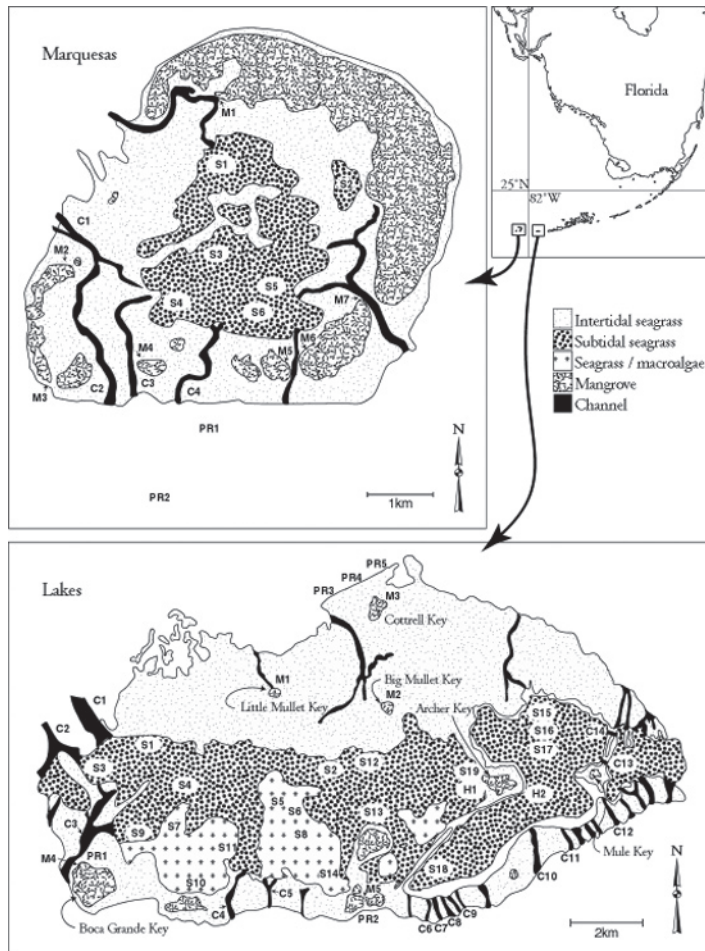 Marquesas
M1
S1
S2
C1
M2
S3
S5
S4
S6
M7
M6
M4
M5
C3
M3
C2
C4
PR1
PR2
N
1km
Florida
25°N
82°W
Intertidal seagrass
Subtidal seagrass
Seagrass / macroalgae
Mangrove
Channel
Lakes
PR5
PR4
PR3
M3
Cottrell Key
M1
Big Mullet Key
Little Mullet Key
M2
Archer Key
C1
C2
S15
S16
C14
S1
S17
S3
S2
S12
S19
C13
S4
H1
H2
S5
S6
S13
C3
S9
S7
C12
S11
S8
C11
Mule Key
M4
PR1
S18
C10
S10
S14
C5
M5
N
C4
PR2
C6
C7
C8
C9
Boca Grande Key
2km